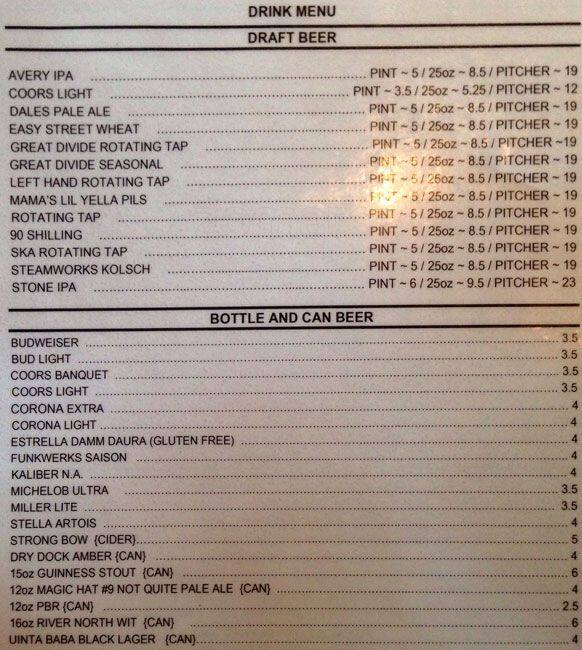 DRINK MENU
DRAFT BEER
AVERY IPA ........ PINT ~ 5 / 25oz ~ 8.5 / PITCHER ~ 19
COORS LIGHT ........ PINT ~ 3.5 / 25oz ~ 5.25 / PITCHER ~ 12
DALES PALE ALE ........ PINT ~ 5 / 25oz ~ 8.5 / PITCHER ~ 19
EASY STREET WHEAT ........ PINT ~ 5 / 25oz ~ 8.5 / PITCHER ~ 19
GREAT DIVIDE ROTATING TAP ........ PINT ~ 5 / 25oz ~ 8.5 / PITCHER ~19
GREAT DIVIDE SEASONAL ........ PINT ~ 5 / 25oz ~ 8.5 / PITCHER ~ 19
LEFT HAND ROTATING TAP ........ PINT ~ 5 / 25oz ~ 8.5 / PITCHER ~ 19
MAMA'S LIL YELLA PILS ........ PINT ~ 5 / 25oz ~ 8.5 / PITCHER ~ 19
ROTATING TAP ........ PINT ~ 5 / 25oz ~ 8.5 / PITCHER ~ 19
90 SHILLING ........ PINT ~ 5 / 25oz ~ 8.5 / PITCHER ~ 19
SKA ROTATING TAP ........ PINT ~ 5 / 25oz ~ 8.5 / PITCHER ~ 19
STEAMWORKS KOLSCH ........ PINT ~ 5 / 25oz ~ 8.5 / PITCHER ~ 19
STONE IPA ........ PINT ~ 6 / 25oz ~ 9.5 / PITCHER ~ 23
BOTTLE AND CAN BEER
BUDWEISER ........ 3.5
BUD LIGHT ........ 3.5
COORS BANQUET ........ 3.5
COORS LIGHT ........ 3.5
CORONA EXTRA ........ 4
CORONA LIGHT ........ 4
ESTRELLA DAMM DAURA (GLUTEN FREE) ........ 4
FUNKWERKS SAISON ........ 4
KALIBER N.A. ........ 4
MICHELOB ULTRA ........ 3.5
MILLER LITE ........ 3.5
STELLA ARTOIS ........ 4
STRONG BOW {CIDER} ........ 5
DRY DOCK AMBER {CAN} ........ 4
15oz GUINNESS STOUT {CAN} ........ 6
12oz MAGIC HAT #9 NOT QUITE PALE ALE {CAN} ........ 4
12oz PBR {CAN} ........ 2.5
16oz RIVER NORTH WIT {CAN} ........ 6
UINTA BABA BLACK LAGER {CAN} ........ 4